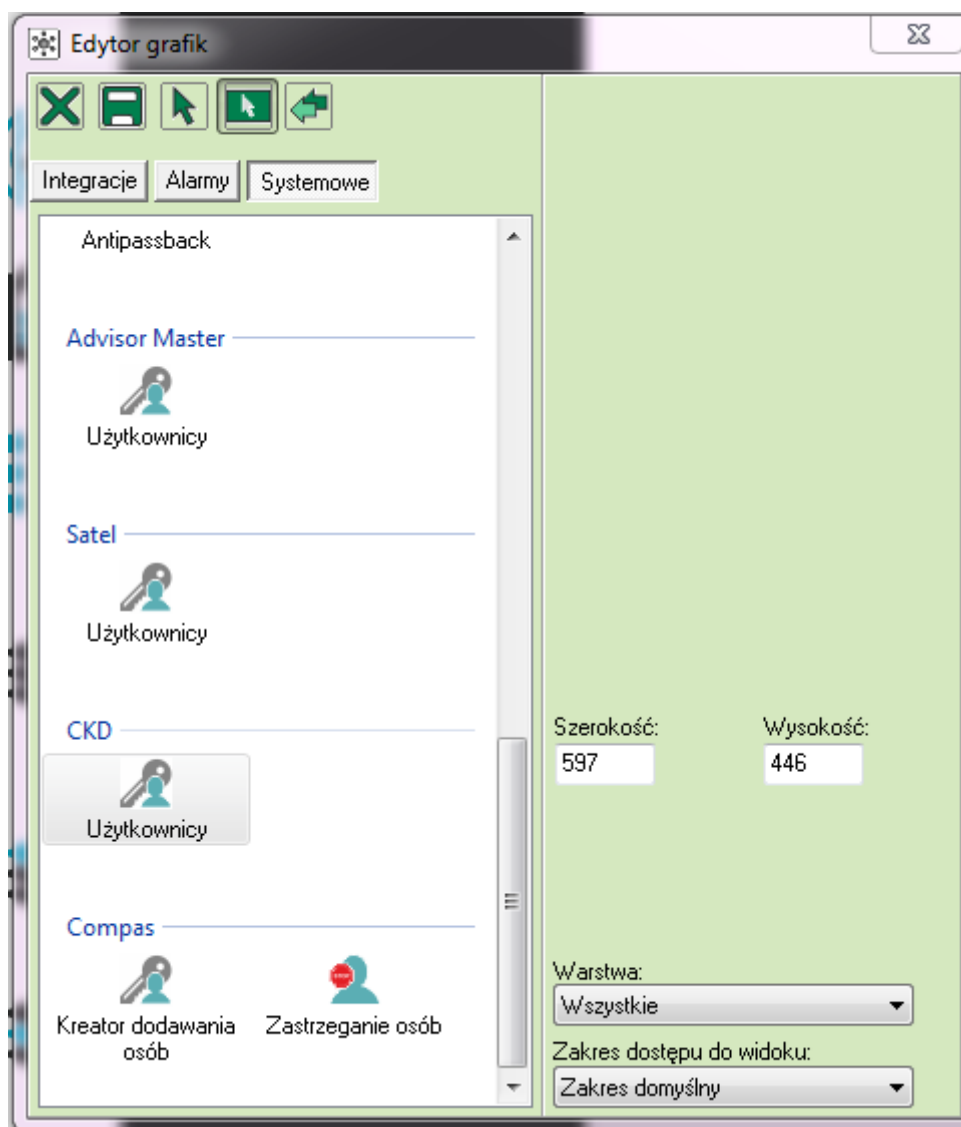 Edytor grafik
Integracje Alarmy Systemowe
Antipassback
Advisor Master
Użytkownicy
Satel
Użytkownicy
CKD
Użytkownicy
Compas
Kreator dodawania
osób
Zastrzeganie osób
Szerokość: Wysokość:
597 446
Warstwa:
Wszystkie
Zakres dostępu do widoku:
Zakres domyślny